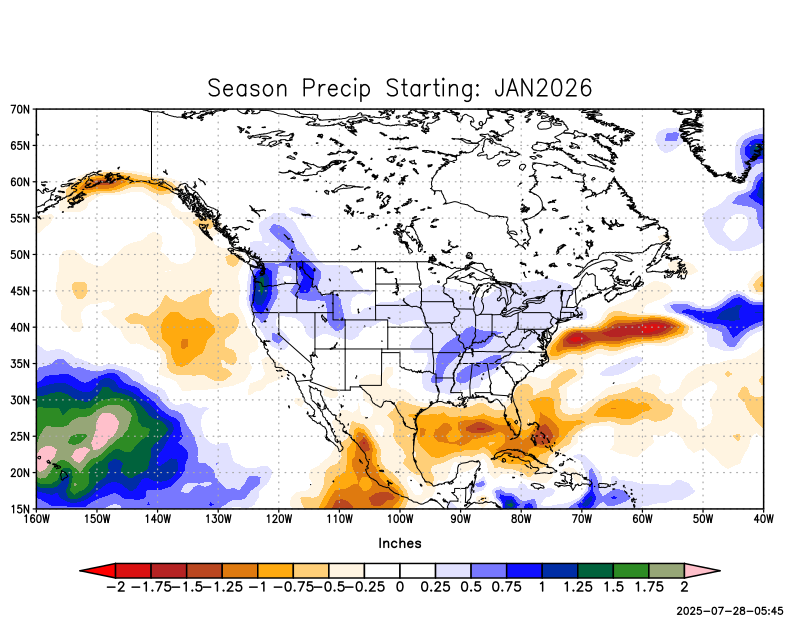 Season Precip Starting: JAN2026
70N
65N
60N
55N
50N
45N
40N
35N
30N
25N
20N
15N
160W 150W 140W 130W 120W 110W 100W 90W 80W 70W 60W 50W 40W
Inches
−2 −1.75−1.5−1.25 −1 −0.75−0.5−0.25 0 0.25 0.5 0.75 1 1.25 1.5 1.75 2
2025-07-28-05:45